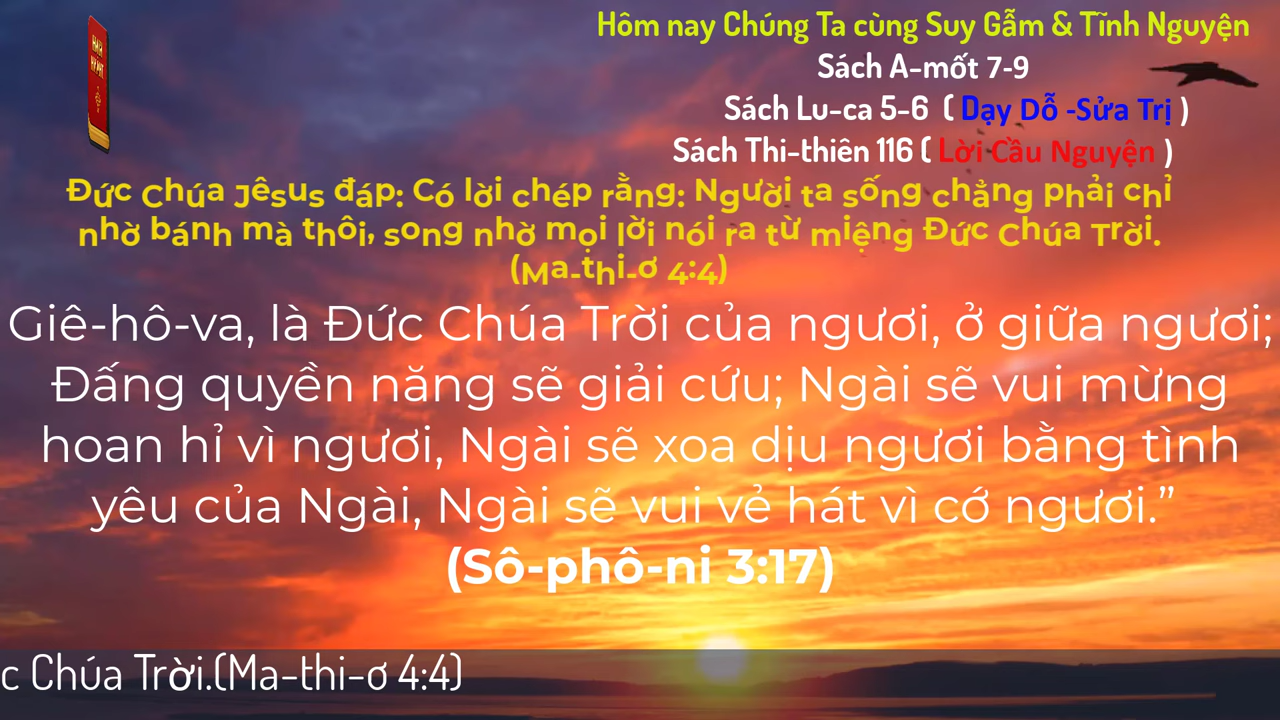 Hôm nay Chúng Ta cùng Suy Gẫm & Tĩnh Nguyện
Sách A-mốt 7-9
Sách Lu-ca 5-6 ( Dạy Dỗ -Sửa Trị )
Sách Thi-thiên 116 ( Lời Cầu Nguyện )
Đức Chúa Jêsus đáp: Có lời chép rằng: Người ta sống chẳng phải chỉ
nhờ bánh mà thôi, song nhờ mọi lời nói ra từ miệng Đức Chúa Trời.
(Ma-thi-ơ 4:4)
Giê-hô-va, là Đức Chúa Trời của ngươi, ở giữa ngươi;
Đấng quyền năng sẽ giải cứu; Ngài sẽ vui mừng
hoan hỉ vì ngươi, Ngài sẽ xoa dịu ngươi bằng tình
yêu của Ngài, Ngài sẽ vui vẻ hát vì cớ ngươi.”
(Sô-phô-ni 3:17)
c Chúa Trời.(Ma-thi-ơ 4:4)